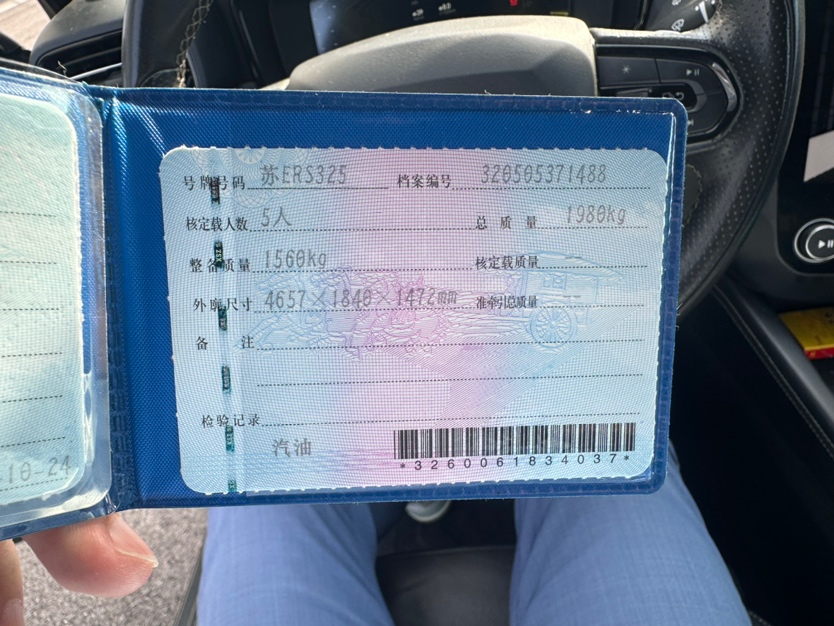 号牌号码 苏ERS325 档案编号 320505371488
核定载人数 5人 总质量 1980kg
整备质量 1560kg 核定载质量
外廓尺寸 4657×1840×1472mm 准牵引总质量 --
备注
检验记录
汽油
*3260061834037*
10-24